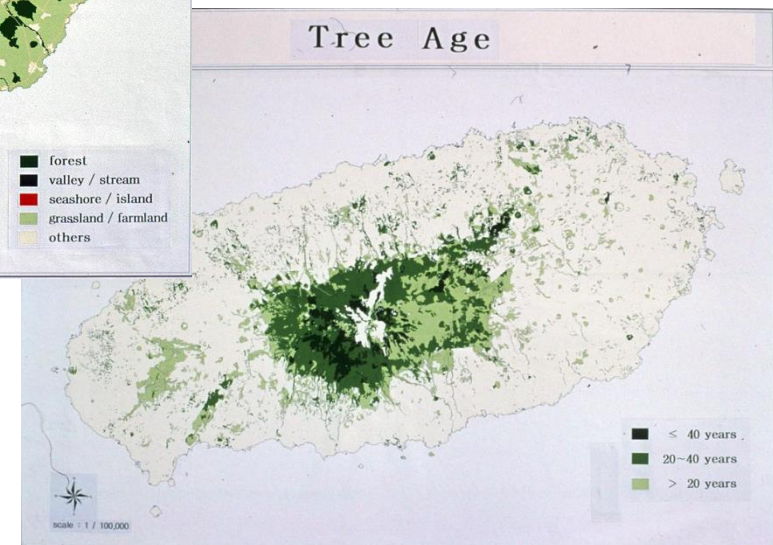 Tree Age
forest
valley / stream
seashore / island
grassland / farmland
others
≤ 40 years
20~40 years
> 20 years
scale : 1 / 100,000